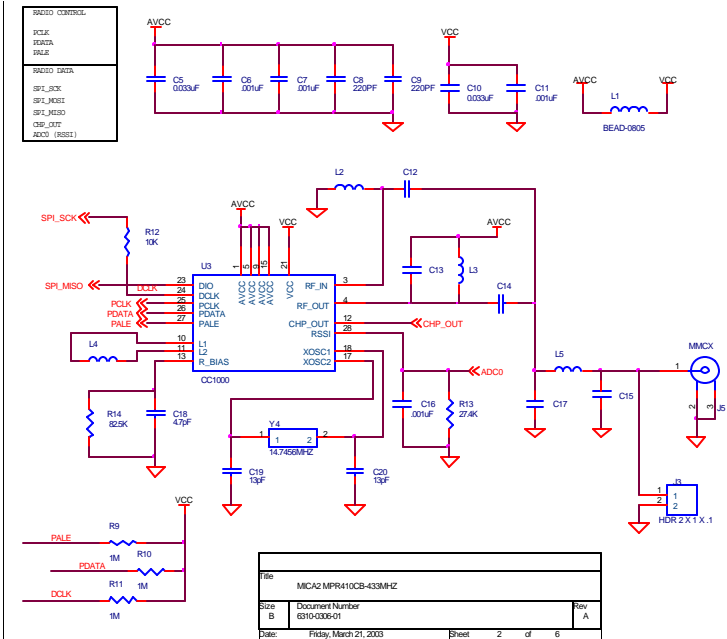 RADIO CONTROL
PCLK
PDATA
PALE
RADIO DATA
SPI_SCK
SPI_MOSI
SPI_MISO
CHP_OUT
ADC0 (RSSI)
AVCC
C5
0.033uF
C6
.001uF
C7
.001uF
C8
220PF
C9
220PF
VCC
C10
0.033uF
C11
.001uF
AVCC
L1
VCC
BEAD-0805
L2
C12
SPI_SCK
R12
10K
AVCC
VCC
AVCC
C13
L3
C14
U3
1
5
9
15
21
AVCC
AVCC
AVCC
AVCC
VCC
SPI_MISO
23
DIO
DCLK
24
DCLK
PCLK
25
PCLK
PDATA
26
PDATA
PALE
27
PALE
10
L1
11
L2
13
R_BIAS
RF_IN
3
RF_OUT
4
CHP_OUT
12
CHP_OUT
RSSI
28
XOSC1
18
XOSC2
17
CC1000
L4
R14
82.5K
C18
4.7pF
Y4
1
1
2
2
14.7456MHZ
C19
13pF
C20
13pF
ADC0
C16
.001uF
R13
27.4K
L5
C17
C15
MMCX
1
2
3
J5
J3
1
1
2
2
HDR 2 X 1 X .1
VCC
PALE
R9
1M
PDATA
R10
1M
DCLK
R11
1M
Title
MICA2 MPR410CB-433MHZ
Size
B
Document Number
6310-0306-01
Rev
A
Date:
Friday, March 21, 2003
Sheet
2
of
6